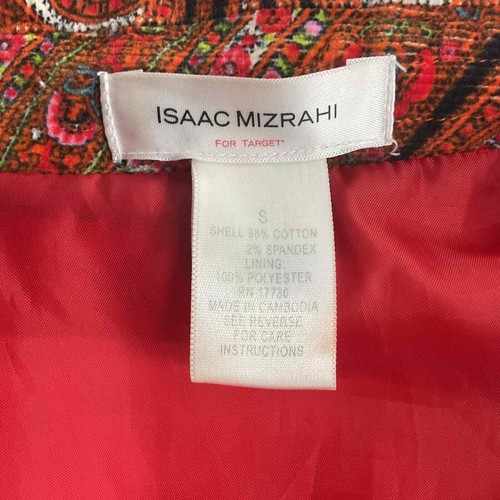 ISAAC MIZRAHI
FOR TARGET*
S
SHELL 98% COTTON
2% SPANDEX
LINING:
100% POLYESTER
RN 17730
MADE IN CAMBODIA
SEE REVERSE
FOR CARE
INSTRUCTIONS